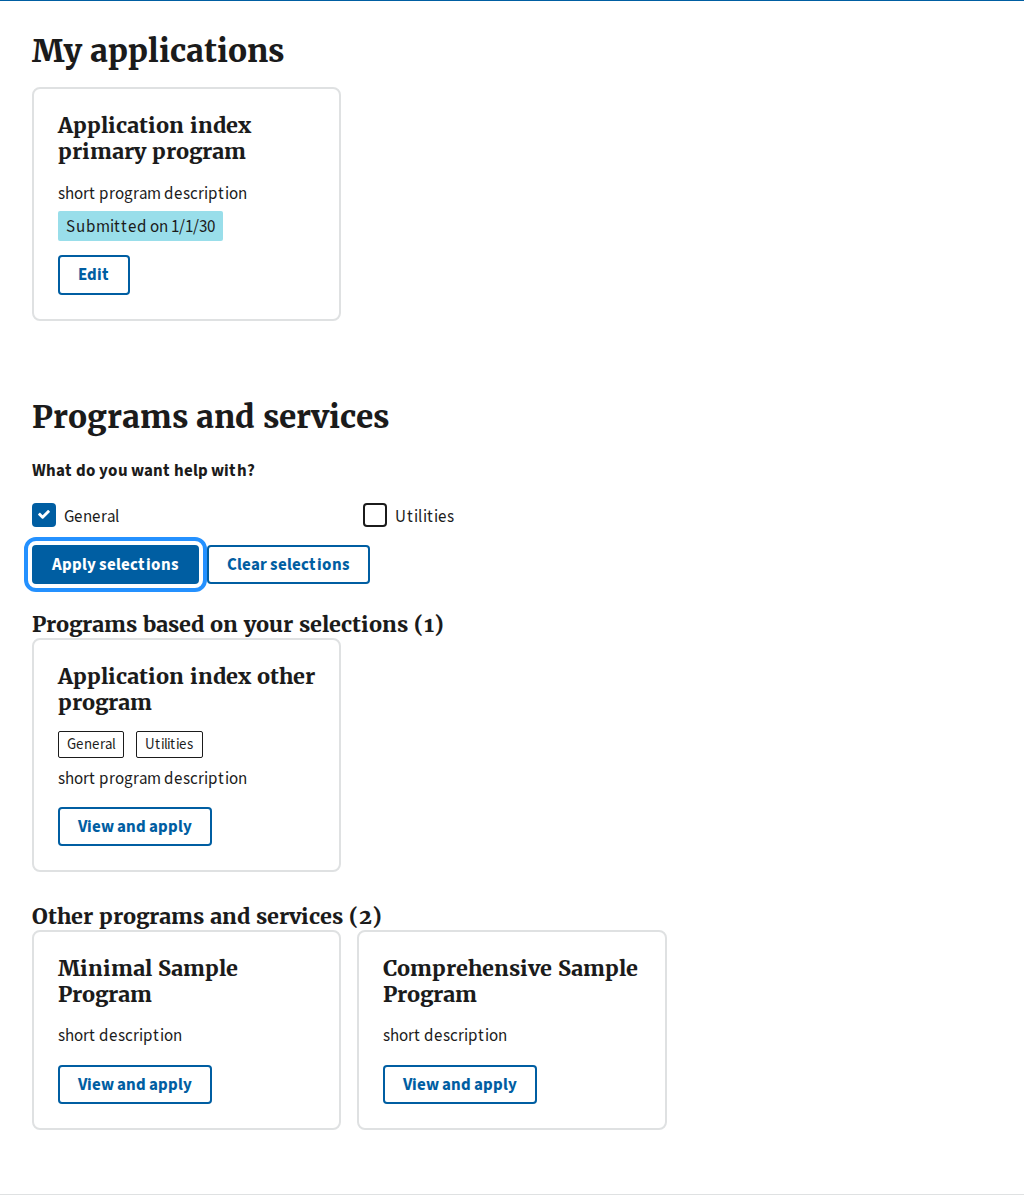 My applications
Application index
primary program
short program description
Submitted on 1/1/30
Edit
Programs and services
What do you want help with?
General
Utilities
Apply selections
Clear selections
Programs based on your selections (1)
Application index other
program
General
Utilities
short program description
View and apply
Other programs and services (2)
Minimal Sample
Program
short description
View and apply
Comprehensive Sample
Program
short description
View and apply